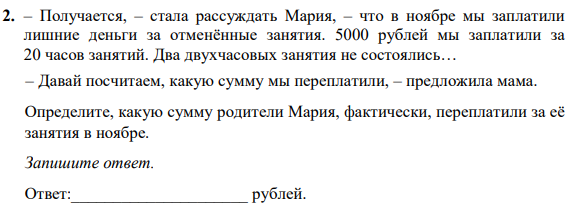 2. – Получается, – стала рассуждать Мария, – что в ноябре мы заплатили
лишние деньги за отменённые занятия. 5000 рублей мы заплатили за
20 часов занятий. Два двухчасовых занятия не состоялись…
– Давай посчитаем, какую сумму мы переплатили, – предложила мама.
Определите, какую сумму родители Мария, фактически, переплатили за её
занятия в ноябре.
Запишите ответ.
Ответ:______________________ рублей.